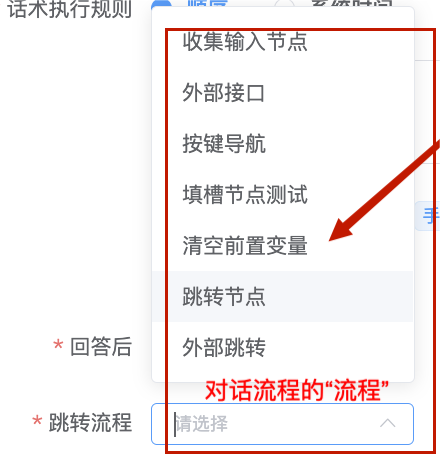 话术执行规则
收集输入节点
外部接口
按键导航
填槽节点测试
手
清空前置变量
跳转节点
* 回答后
外部跳转
对话流程的“流程”
* 跳转流程
请选择